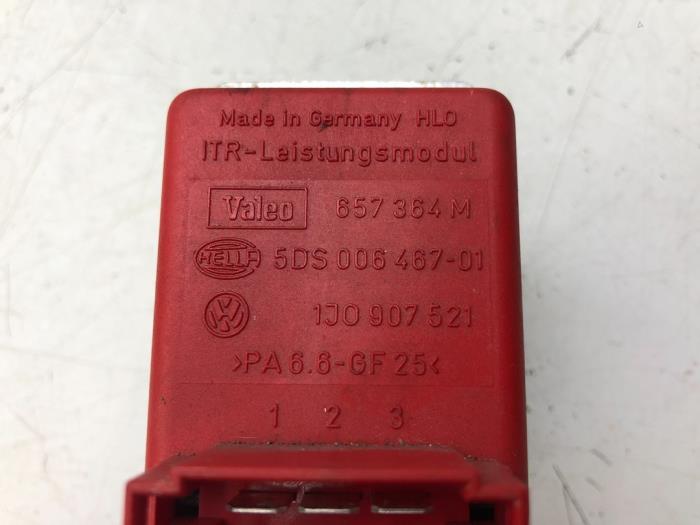 Made in Germany HLO
ITR-Leistungsmodul
Valeo 657 364 M
HELLA 5DS 006 467-01
VW 1J0 907 521
>PA 6.6-GF 25<
1 2 3